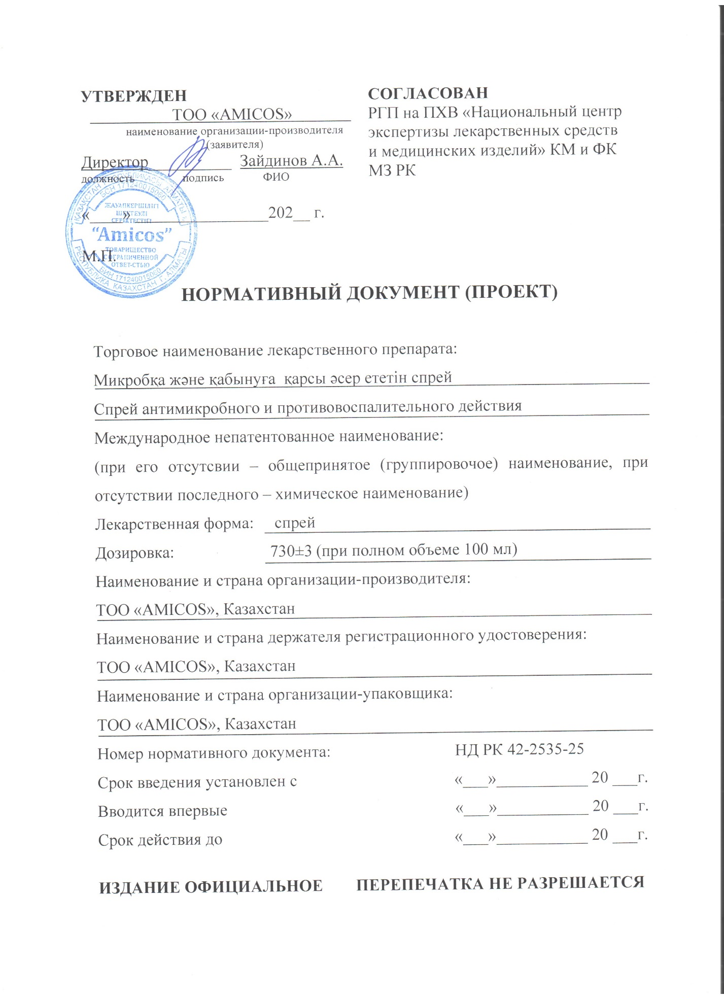 УТВЕРЖДЕН
ТОО «AMICOS»
наименование организации-производителя
(заявителя)
Директор__________ Зайдинов А.А.
должность подпись ФИО
«____»________________202__ г.
М.П.
СОГЛАСОВАН
РГП на ПХВ «Национальный центр
экспертизы лекарственных средств
и медицинских изделий» КМ и ФК
МЗ РК
ҚАЗАҚСТАН РЕСПУБЛИКАСЫ АЛМАТЫ Қ
БСН 171240015060
ЖАУАПКЕРШІЛІГІ
ШЕКТЕУЛІ
СЕРІКТЕСТІГІ
“Amicos”
ТОВАРИЩЕСТВО
С ОГРАНИЧЕННОЙ
ОТВЕТ-СТЬЮ
БИН 171240015060
РЕСПУБЛИКА КАЗАХСТАН Г. АЛМАТЫ
НОРМАТИВНЫЙ ДОКУМЕНТ (ПРОЕКТ)
Торговое наименование лекарственного препарата:
Микробқа және қабынуға қарсы әсер ететін спрей
Спрей антимикробного и противовоспалительного действия
Международное непатентованное наименование:
(при его отсутсвии – общепринятое (группировочое) наименование, при
отсутствии последного – химическое наименование)
Лекарственная форма: спрей
Дозировка: 730±3 (при полном объеме 100 мл)
Наименование и страна организации-производителя:
ТОО «AMICOS», Казахстан
Наименование и страна держателя регистрационного удостоверения:
ТОО «AMICOS», Казахстан
Наименование и страна организации-упаковщика:
ТОО «AMICOS», Казахстан
Номер нормативного документа: НД РК 42-2535-25
Срок введения установлен с «___»___________ 20 ___г.
Вводится впервые «___»___________ 20 ___г.
Срок действия до «___»___________ 20 ___г.
ИЗДАНИЕ ОФИЦИАЛЬНОЕ ПЕРЕПЕЧАТКА НЕ РАЗРЕШАЕТСЯ